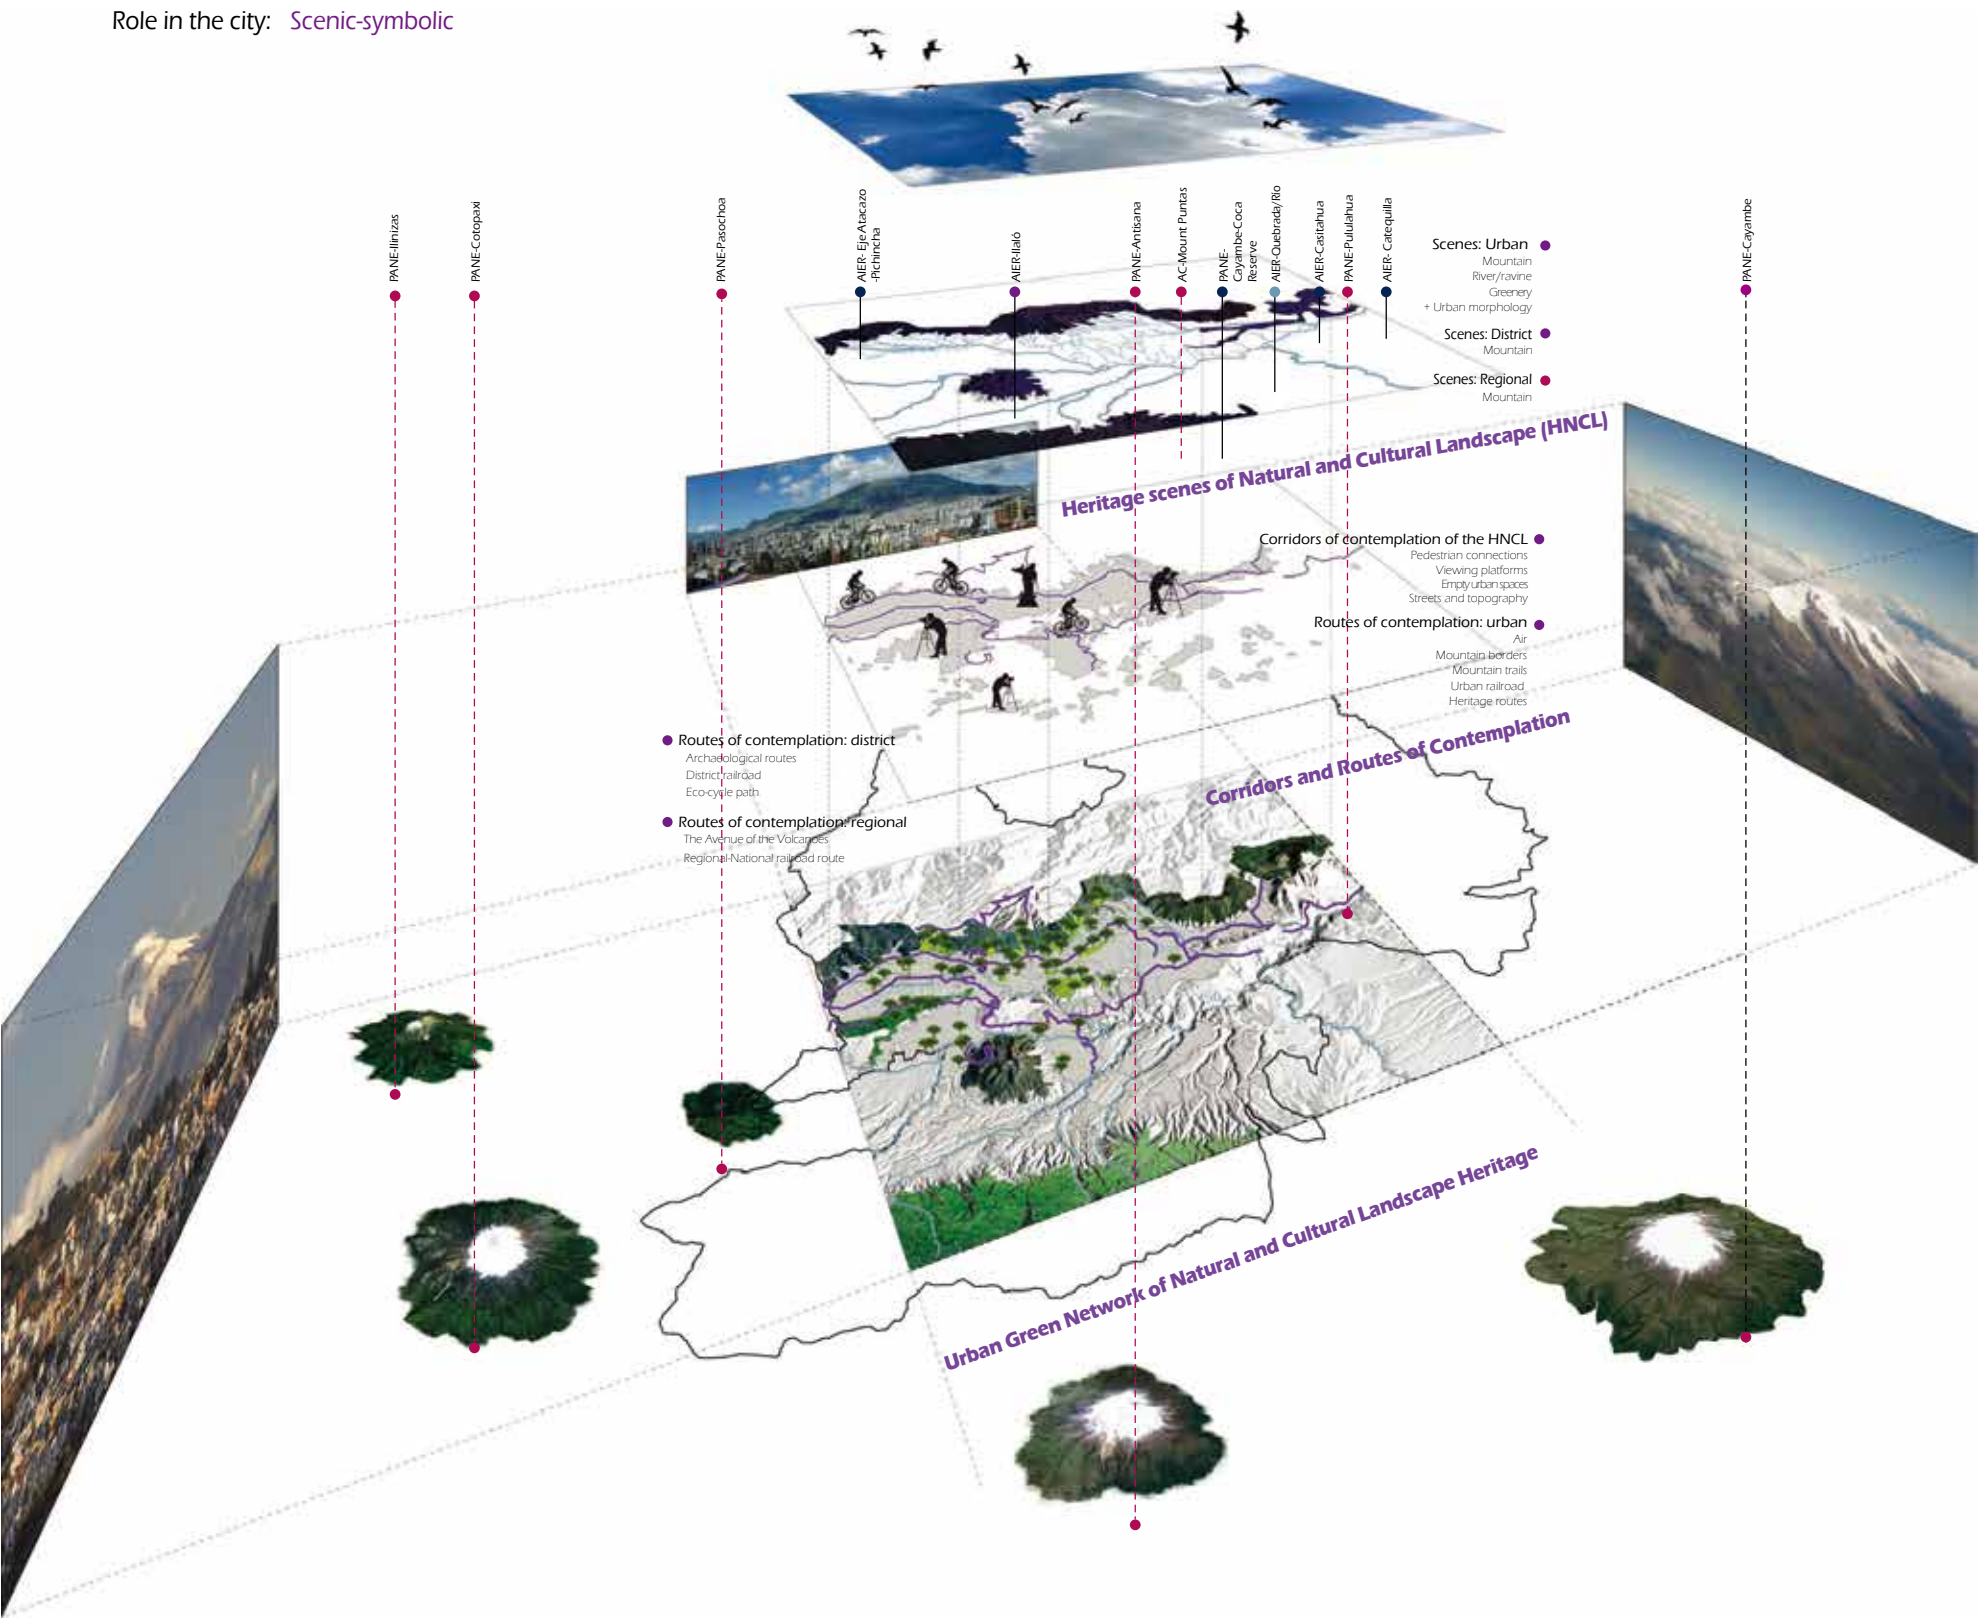 Role in the city: Scenic-symbolic
PANE-Ilinizas
PANE-Cotopaxi
PANE-Pasochoa
AIER- Eje Atacazo
-Pichincha
AIER-Ilaló
PANE-Antisana
AC-Mount Puntas
PANE-
Cayambe-Coca
Reserve
AIER-Quebrada/Río
AIER-Casitahua
PANE-Pululahua
AIER- Catequilla
PANE-Cayambe
Scenes: Urban
Mountain
River/ravine
Greenery
+ Urban morphology
Scenes: District
Mountain
Scenes: Regional
Mountain
Heritage scenes of Natural and Cultural Landscape (HNCL)
Corridors of contemplation of the HNCL
Pedestrian connections
Viewing platforms
Empty urban spaces
Streets and topography
Routes of contemplation: urban
Air
Mountain borders
Mountain trails
Urban railroad
Heritage routes
Routes of contemplation: district
Archaeological routes
District railroad
Eco-cycle path
Routes of contemplation: regional
The Avenue of the Volcanoes
Regional-National railroad route
Corridors and Routes of Contemplation
Urban Green Network of Natural and Cultural Landscape Heritage